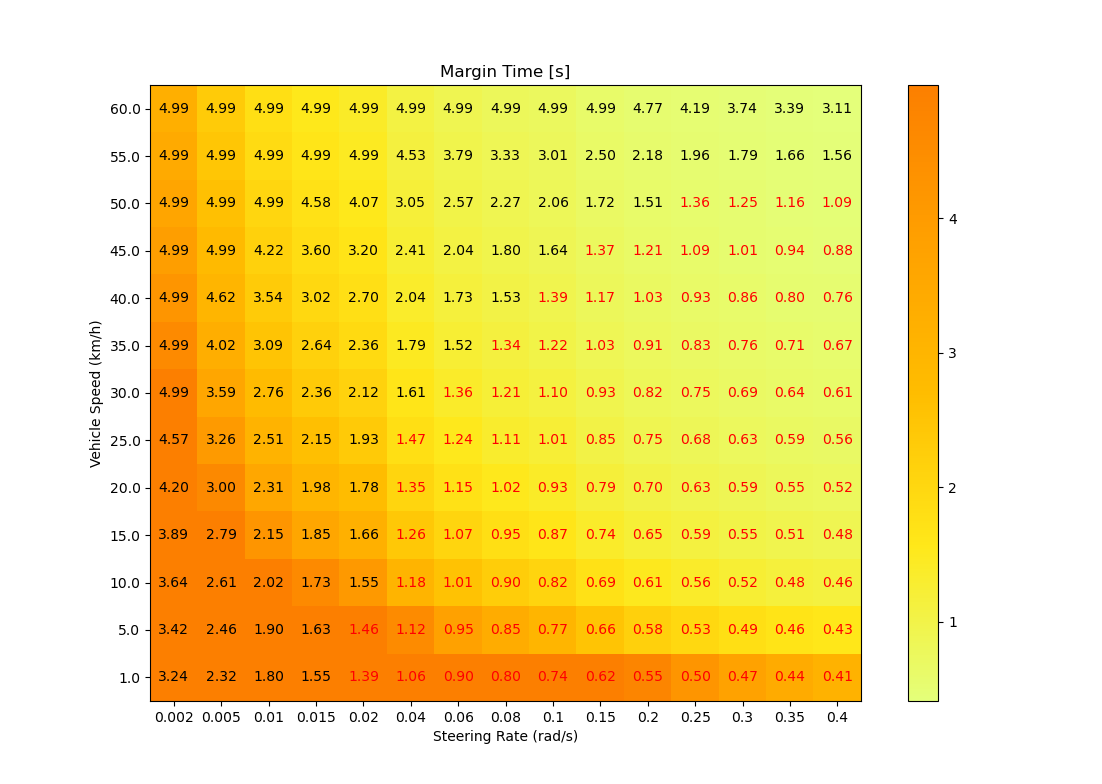 Margin Time [s]
60.0 4.99 4.99 4.99 4.99 4.99 4.99 4.99 4.99 4.99 4.99 4.77 4.19 3.74 3.39 3.11
55.0 4.99 4.99 4.99 4.99 4.99 4.53 3.79 3.33 3.01 2.50 2.18 1.96 1.79 1.66 1.56
50.0 4.99 4.99 4.99 4.58 4.07 3.05 2.57 2.27 2.06 1.72 1.51 1.36 1.25 1.16 1.09
45.0 4.99 4.99 4.22 3.60 3.20 2.41 2.04 1.80 1.64 1.37 1.21 1.09 1.01 0.94 0.88
40.0 4.99 4.62 3.54 3.02 2.70 2.04 1.73 1.53 1.39 1.17 1.03 0.93 0.86 0.80 0.76
35.0 4.99 4.02 3.09 2.64 2.36 1.79 1.52 1.34 1.22 1.03 0.91 0.83 0.76 0.71 0.67
30.0 4.99 3.59 2.76 2.36 2.12 1.61 1.36 1.21 1.10 0.93 0.82 0.75 0.69 0.64 0.61
25.0 4.57 3.26 2.51 2.15 1.93 1.47 1.24 1.11 1.01 0.85 0.75 0.68 0.63 0.59 0.56
20.0 4.20 3.00 2.31 1.98 1.78 1.35 1.15 1.02 0.93 0.79 0.70 0.63 0.59 0.55 0.52
15.0 3.89 2.79 2.15 1.85 1.66 1.26 1.07 0.95 0.87 0.74 0.65 0.59 0.55 0.51 0.48
10.0 3.64 2.61 2.02 1.73 1.55 1.18 1.01 0.90 0.82 0.69 0.61 0.56 0.52 0.48 0.46
5.0 3.42 2.46 1.90 1.63 1.46 1.12 0.95 0.85 0.77 0.66 0.58 0.53 0.49 0.46 0.43
1.0 3.24 2.32 1.80 1.55 1.39 1.06 0.90 0.80 0.74 0.62 0.55 0.50 0.47 0.44 0.41
0.002 0.005 0.01 0.015 0.02 0.04 0.06 0.08 0.1 0.15 0.2 0.25 0.3 0.35 0.4
Steering Rate (rad/s)
Vehicle Speed (km/h)
4
3
2
1